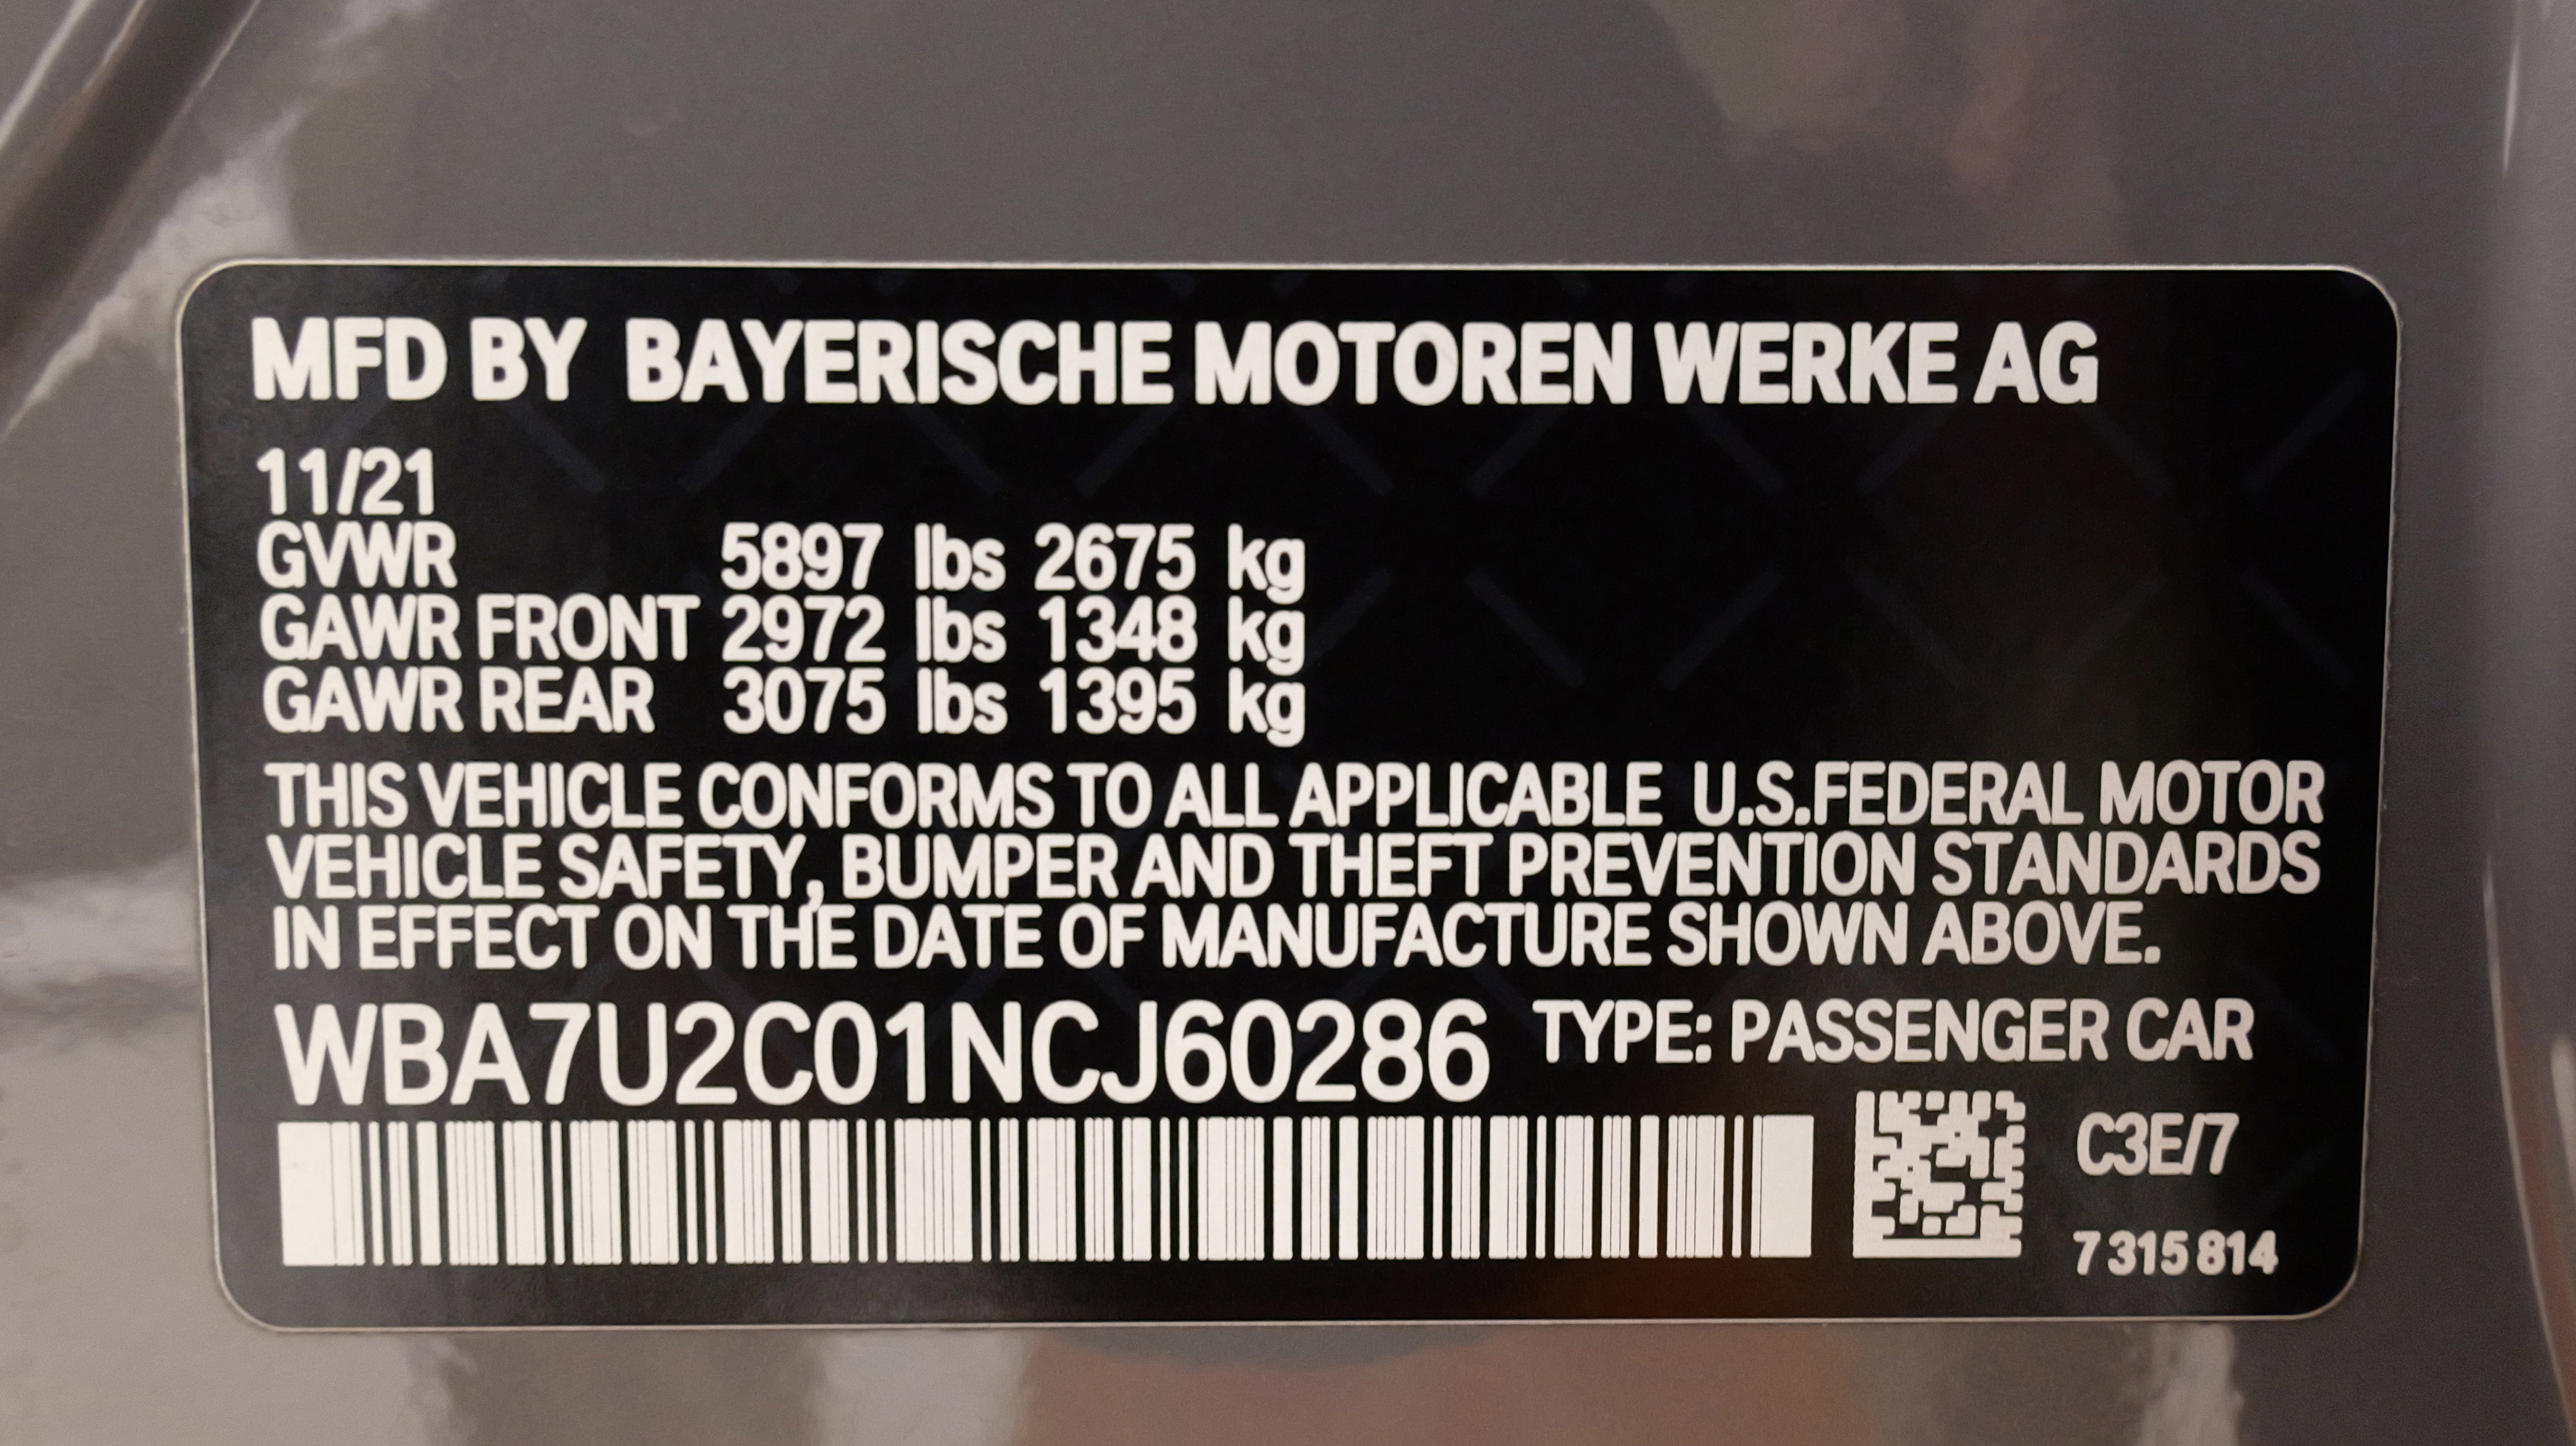 MFD BY BAYERISCHE MOTOREN WERKE AG
11/21
GVWR 5897 lbs 2675 kg
GAWR FRONT 2972 lbs 1348 kg
GAWR REAR 3075 lbs 1395 kg
THIS VEHICLE CONFORMS TO ALL APPLICABLE U.S.FEDERAL MOTOR
VEHICLE SAFETY, BUMPER AND THEFT PREVENTION STANDARDS
IN EFFECT ON THE DATE OF MANUFACTURE SHOWN ABOVE.
WBA7U2C01NCJ60286 TYPE: PASSENGER CAR
C3E/7
7 315 814